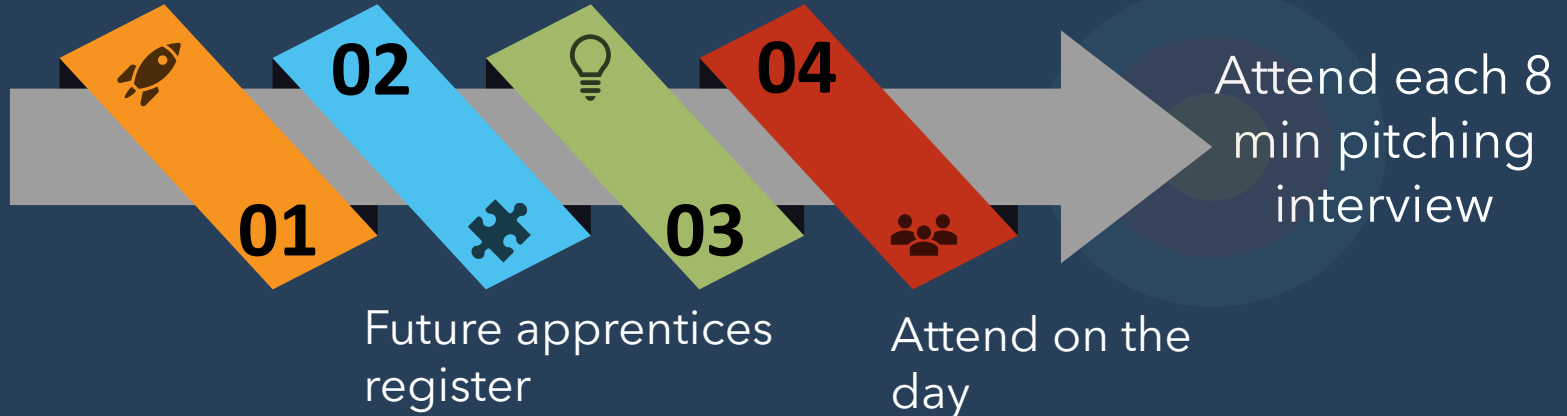 01
02
03
04
Future apprentices
register
Attend on the
day
Attend each 8
min pitching
interview